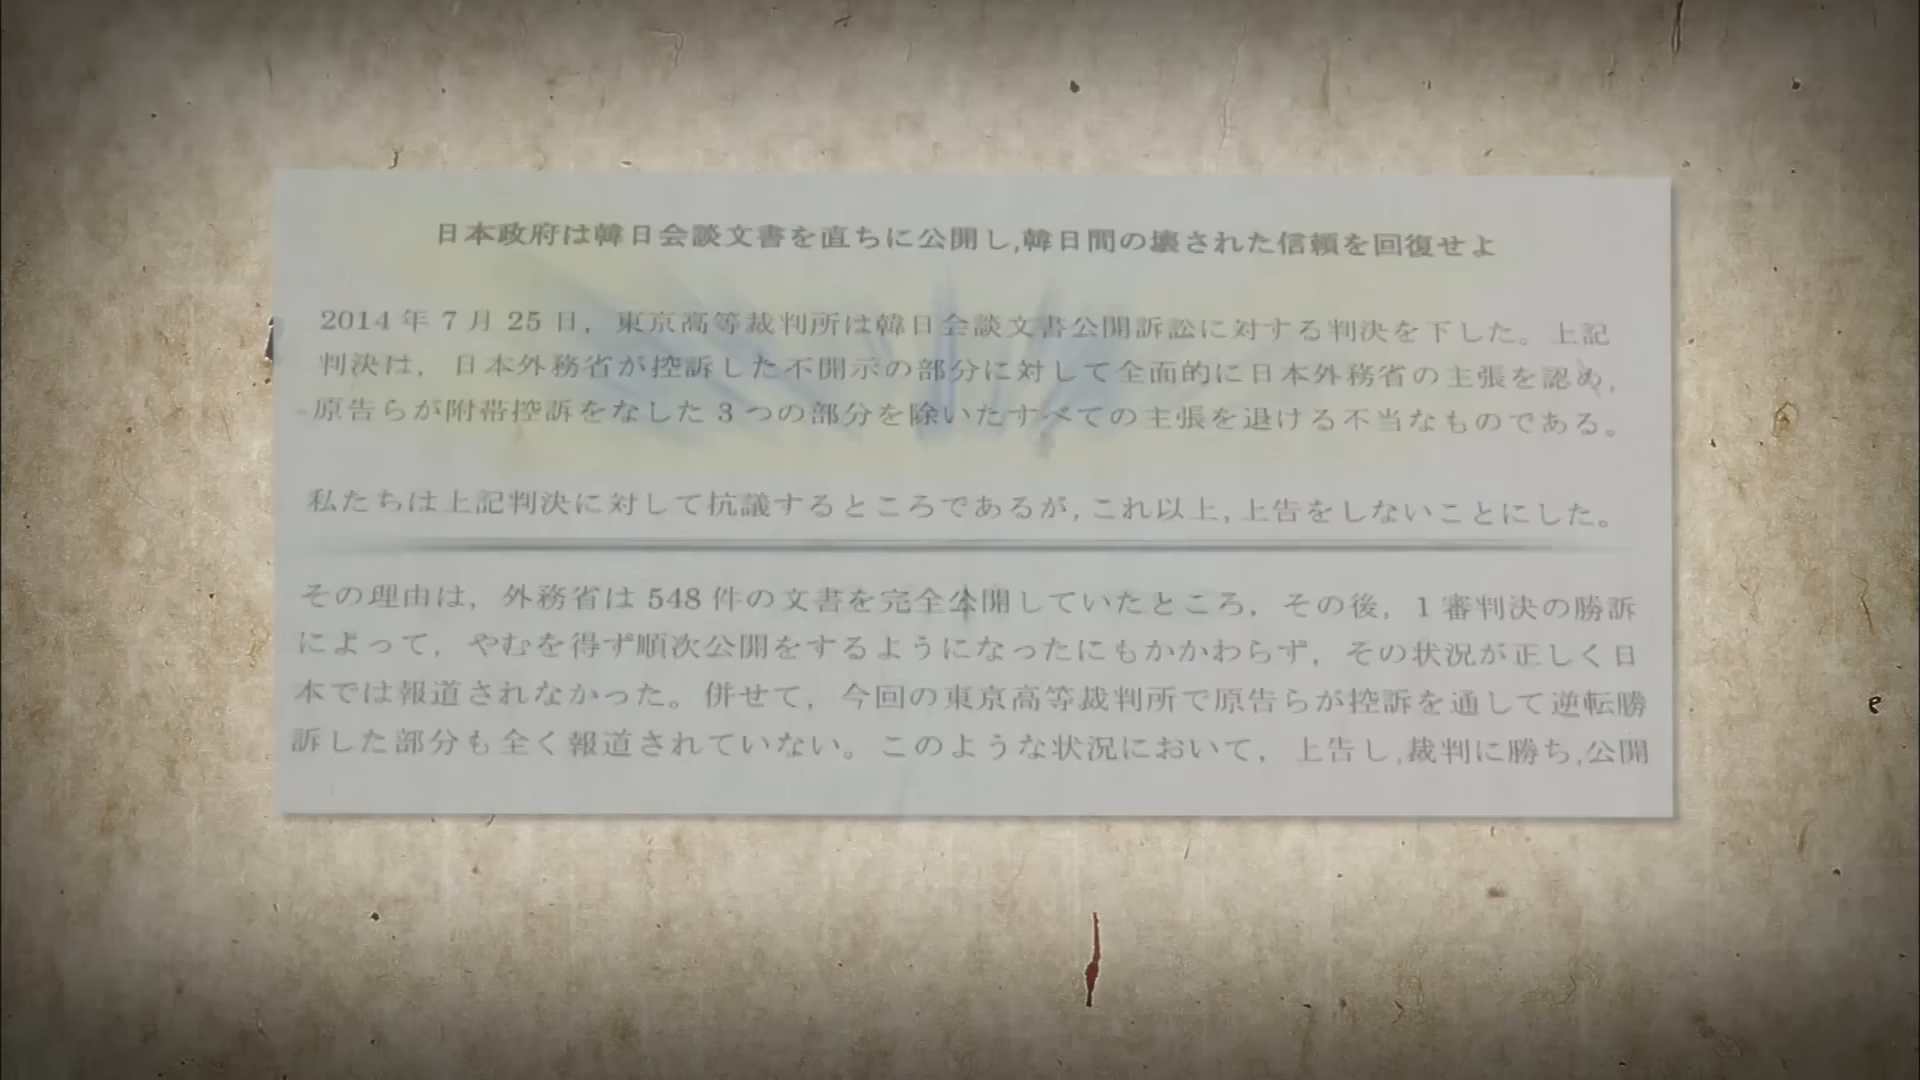 日本政府は韓日会談文書を直ちに公開し,韓日間の壊された信頼を回復せよ
2014年7月25日，東京高等裁判所は韓日会談文書公開訴訟に対する判決を下した。上記
判決は，日本外務省が控訴した不開示の部分に対して全面的に日本外務省の主張を認め，
原告らが附帯控訴をなした3つの部分を除いたすべての主張を退ける不当なものである。
私たちは上記判決に対して抗議するところであるが,これ以上,上告をしないことにした。
その理由は，外務省は548件の文書を完全公開していたところ，その後，1審判決の勝訴
によって，やむを得ず順次公開をするようになったにもかかわらず，その状況が正しく日
本では報道されなかった。併せて，今回の東京高等裁判所で原告らが控訴を通して逆転勝
訴した部分も全く報道されていない。このような状況において，上告し,裁判に勝ち,公開